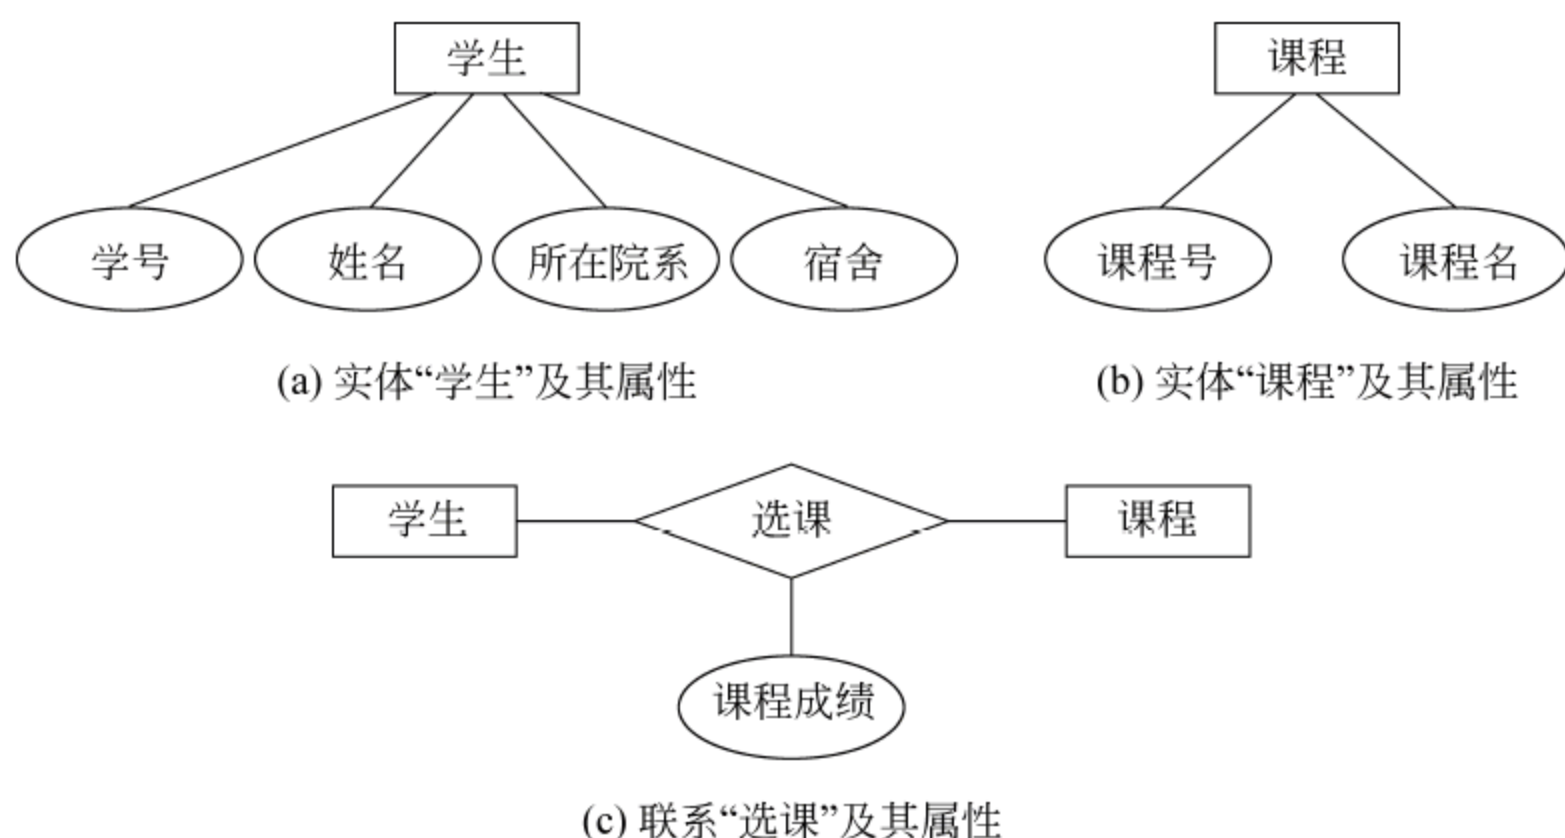 学生
课程
学号
姓名
所在院系
宿舍
课程号
课程名
(a) 实体“学生”及其属性
(b) 实体“课程”及其属性
学生
选课
课程
课程成绩
(c) 联系“选课”及其属性